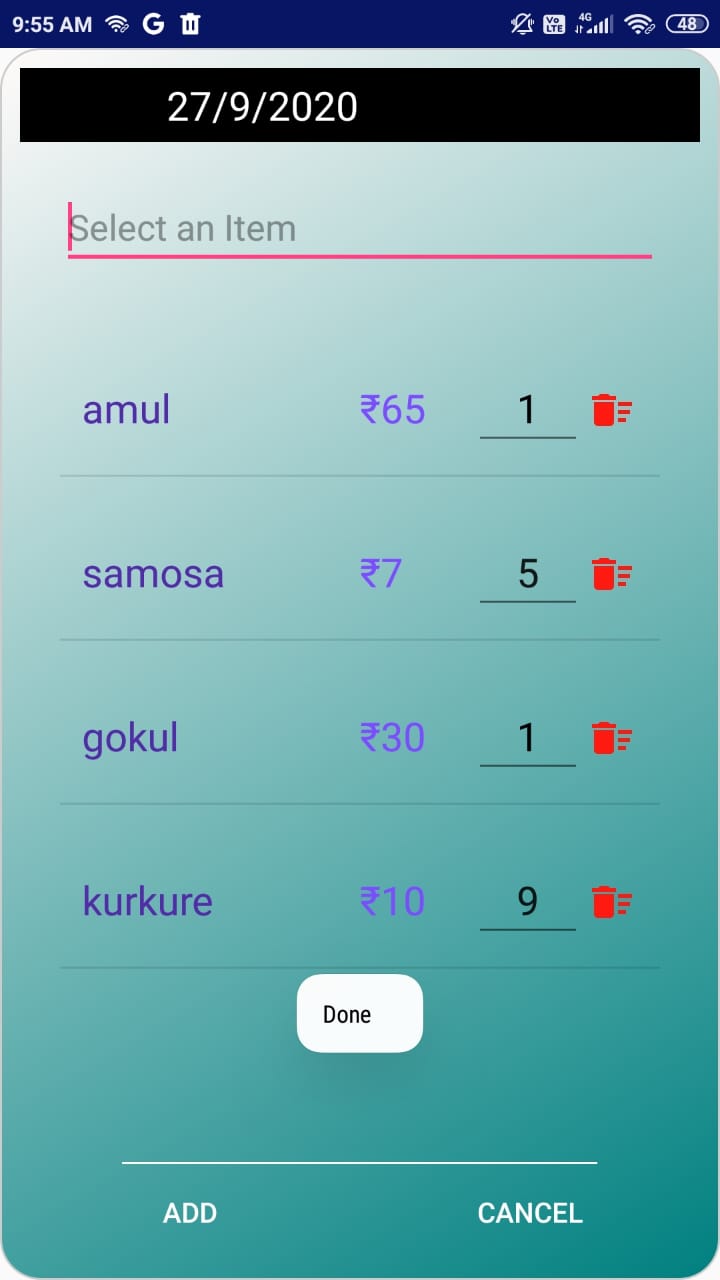 9:55 AM G Vo LTE 4G 48
27/9/2020
Select an Item
amul ₹65 1
samosa ₹7 5
gokul ₹30 1
kurkure ₹10 9
Done
ADD CANCEL